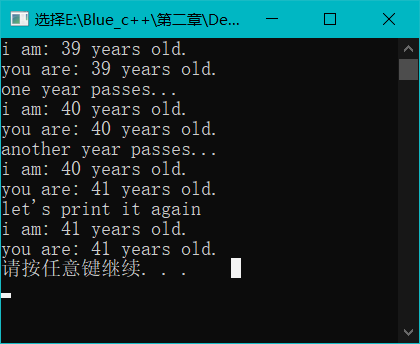 选择E:\Blue_c++\第二章\De...
i am: 39 years old.
you are: 39 years old.
one year passes...
i am: 40 years old.
you are: 40 years old.
another year passes...
i am: 40 years old.
you are: 41 years old.
let's print it again
i am: 41 years old.
you are: 41 years old.
请按任意键继续. . .